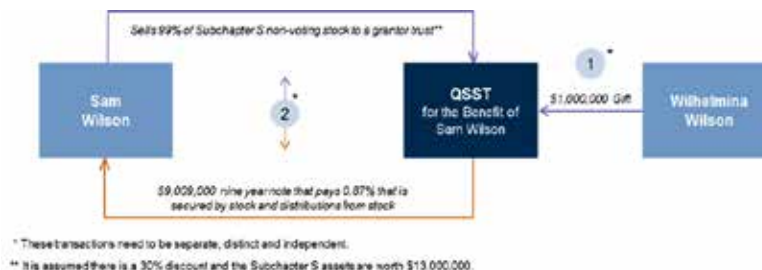 Sells 99% of Subchapter S non-voting stock to a grantor trust**
1 *
Sam
Wilson
2 *
QSST
for the Benefit of
Sam Wilson
$1,000,000 Gift
Wilhelmina
Wilson
$9,009,000 nine year note that pays 0.87% that is
secured by stock and distributions from stock
* These transactions need to be separate, distinct and independent.
** It is assumed there is a 30% discount and the Subchapter S assets are worth $13,000,000.